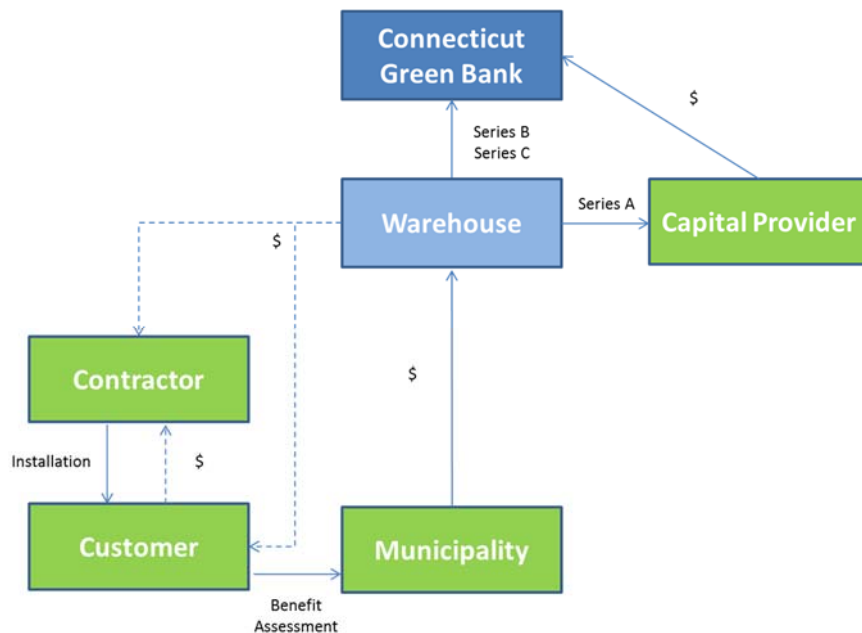 Connecticut
Green Bank
$
Series B
Series C
Warehouse
Series A
Capital Provider
$
Contractor
$
Installation
$
Customer
Municipality
Benefit
Assessment